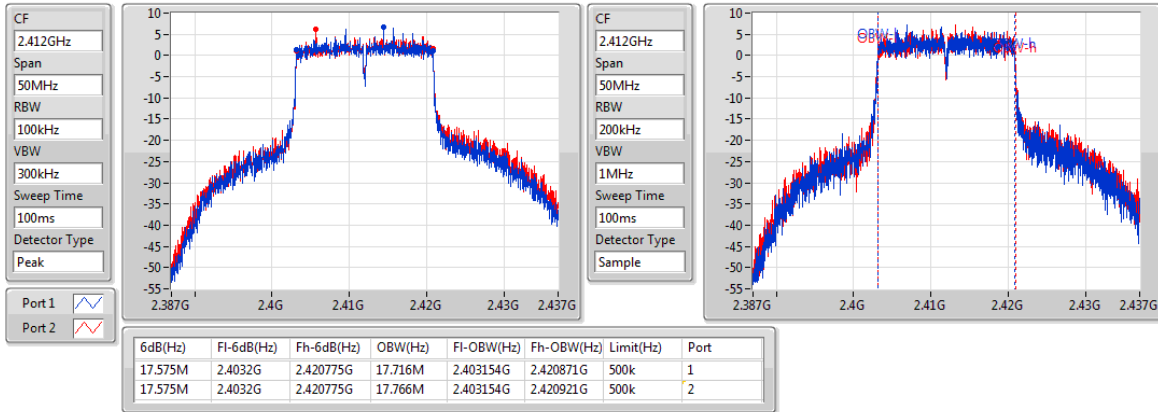 CF
2.412GHz
Span
50MHz
RBW
100kHz
VBW
300kHz
Sweep Time
100ms
Detector Type
Peak
Port 1
Port 2
10
5
0
-5
-10
-15
-20
-25
-30
-35
-40
-45
-50
-55
2.387G 2.4G 2.41G 2.42G 2.43G 2.437G
CF
2.412GHz
Span
50MHz
RBW
200kHz
VBW
1MHz
Sweep Time
100ms
Detector Type
Sample
10
5
0
-5
-10
-15
-20
-25
-30
-35
-40
-45
-50
-55
2.387G 2.4G 2.41G 2.42G 2.43G 2.437G
6dB(Hz) Fl-6dB(Hz) Fh-6dB(Hz) OBW(Hz) Fl-OBW(Hz) Fh-OBW(Hz) Limit(Hz) Port
17.575M 2.4032G 2.420775G 17.716M 2.403154G 2.420871G 500k 1
17.575M 2.4032G 2.420775G 17.766M 2.403154G 2.420921G 500k 2